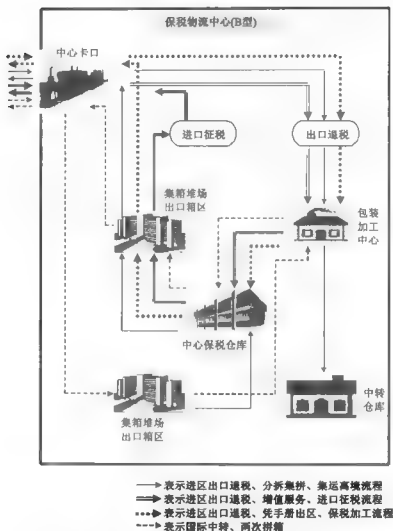 保税物流中心(B型)
中心卡口
进口征税
出口退税
集箱堆场
出口箱区
包装
加工
中心
中心保税仓库
集箱堆场
出口箱区
中转
仓库
表示进区出口退税、分拆集拼、集运离境流程
表示进区出口退税、增值服务、进口征税流程
表示进区出口退税、凭手册出区、保税加工流程
表示国际中转、两次拼箱